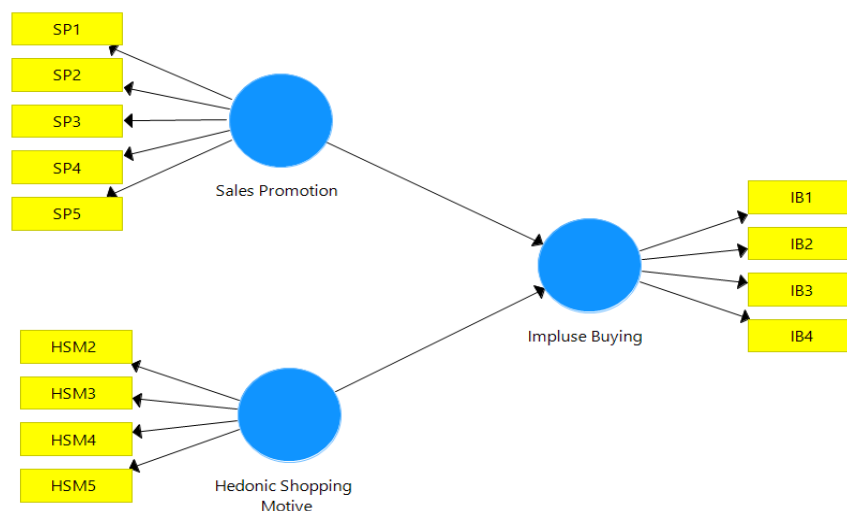 SP1
SP2
SP3
SP4
SP5
Sales Promotion
IB1
IB2
IB3
IB4
Impluse Buying
HSM2
HSM3
HSM4
HSM5
Hedonic Shopping
Motive